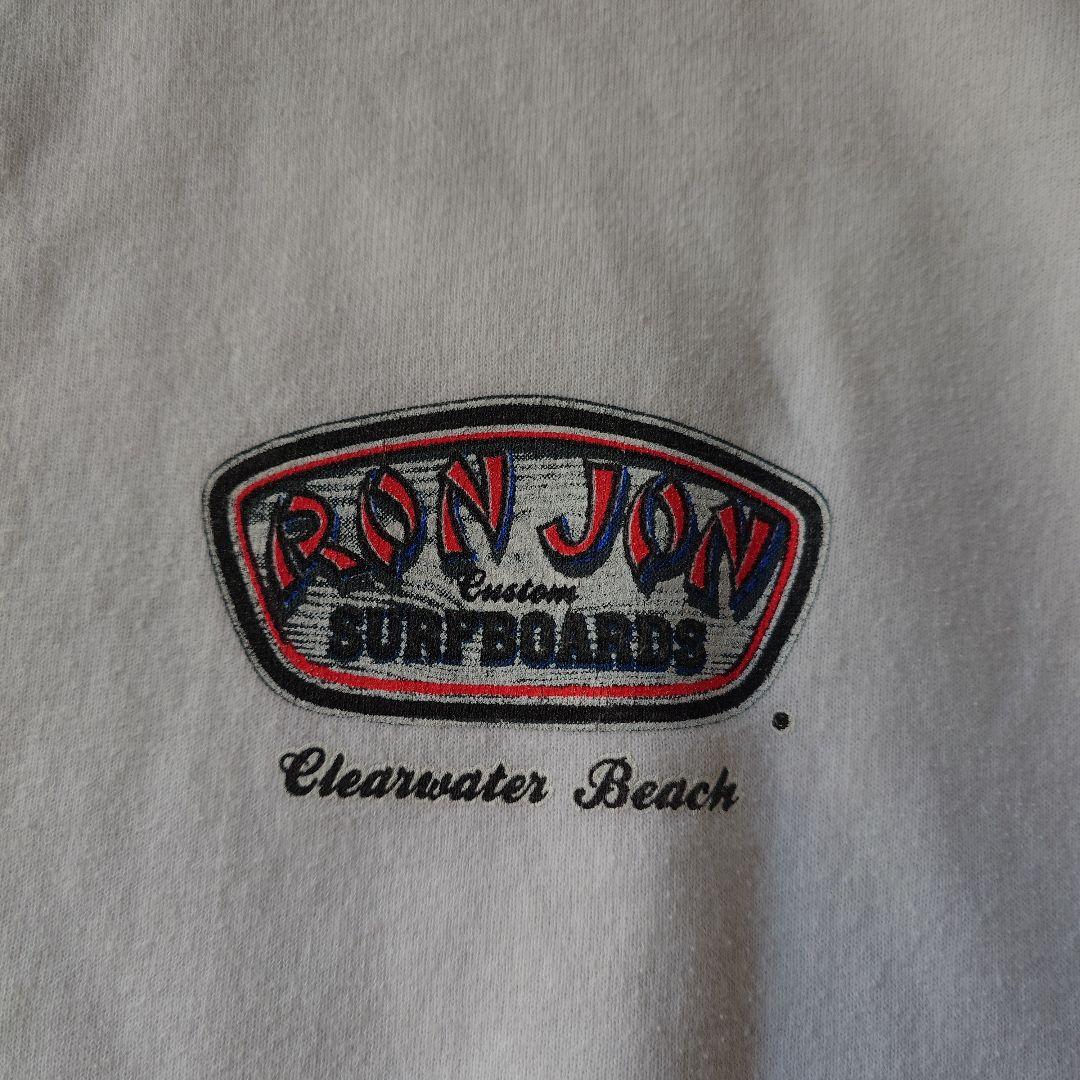 RON JON
Custom
SURFBOARDS
Clearwater Beach